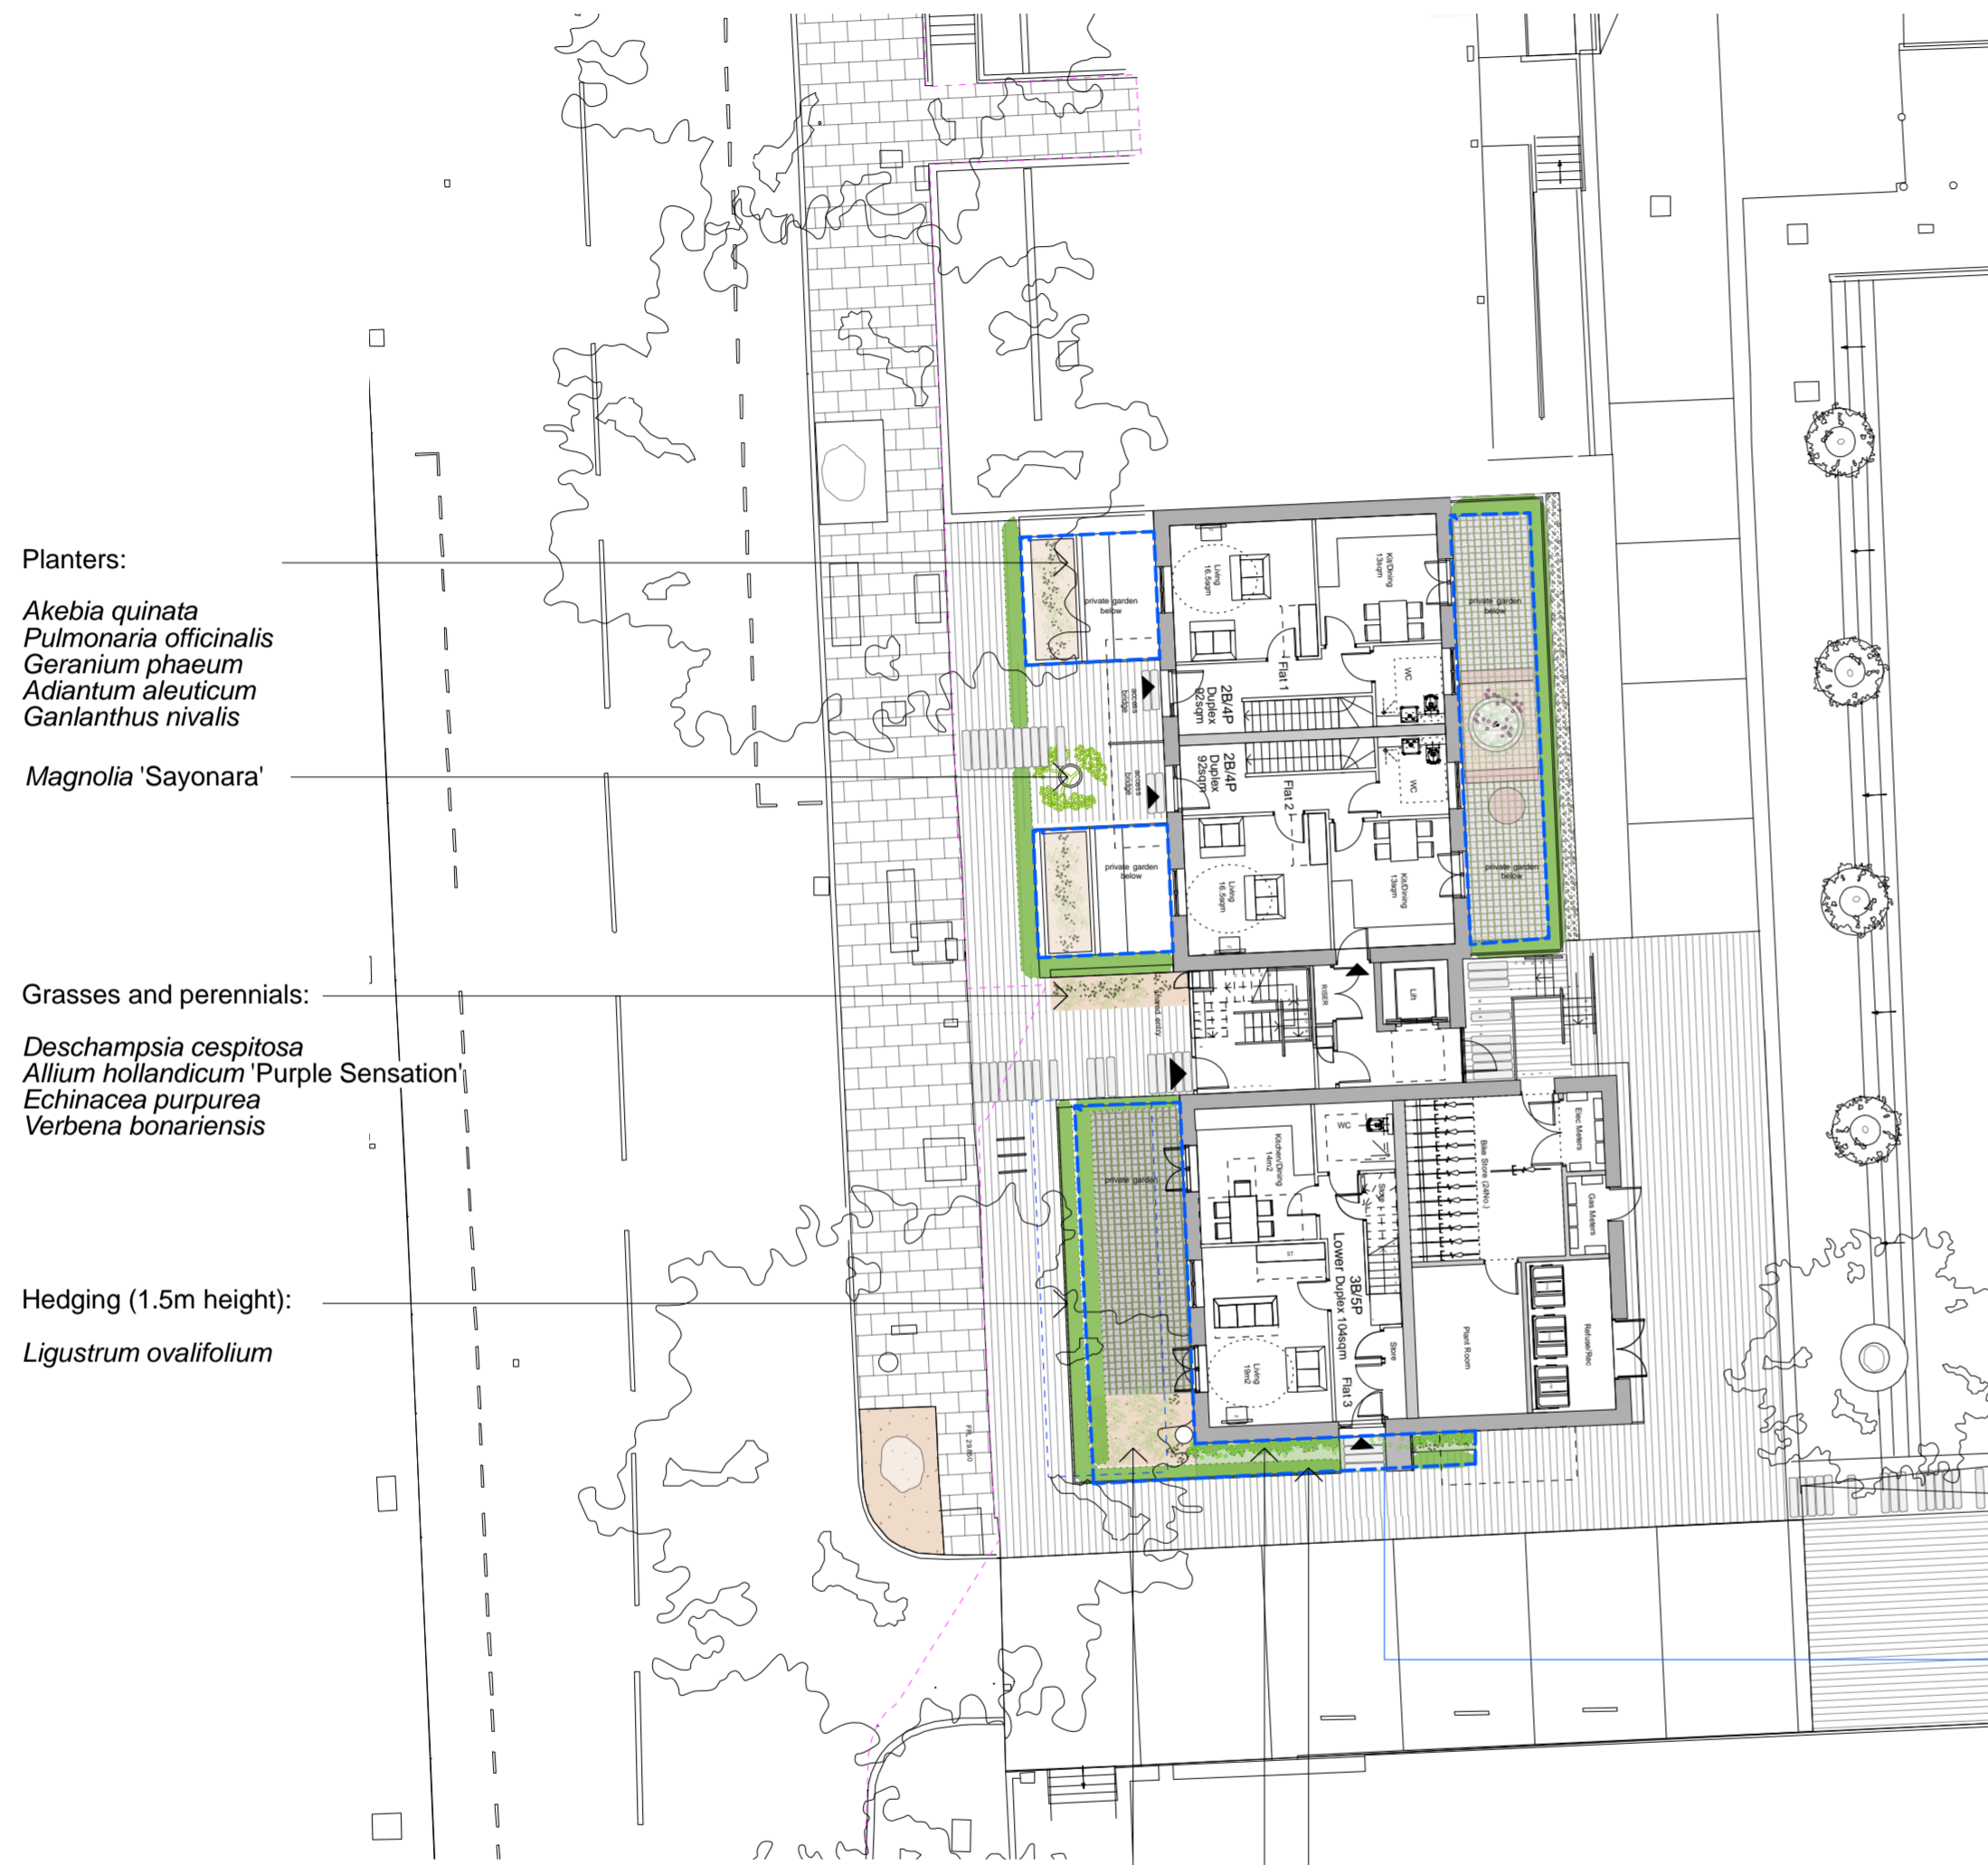 Planters:
Akebia quinata
Pulmonaria officinalis
Geranium phaeum
Adiantum aleuticum
Ganlanthus nivalis
Magnolia 'Sayonara'
Grasses and perennials:
Deschampsia cespitosa
Allium hollandicum 'Purple Sensation'
Echinacea purpurea
Verbena bonariensis
Hedging (1.5m height):
Ligustrum ovalifolium
private garden
below
Living
16.5sqm
Kit/Dining
13sqm
private garden
below
Flat 1
WC
2B/4P
Duplex
92sqm
access
bridge
access
bridge
2B/4P
Duplex
92sqm
Flat 2
WC
private garden
below
Living
16.5sqm
Kit/Dining
13sqm
private garden
below
shared entry
RISER
Lift
private garden
Kitchen/Dining
14m2
WC
Store
Bike Store (24No.)
Elec Meters
Gas Meters
ST
3B/5P
Lower Duplex 104sqm
Flat 3
Living
19m2
Store
Plant Room
Refuse/Rec
FFL 29.850